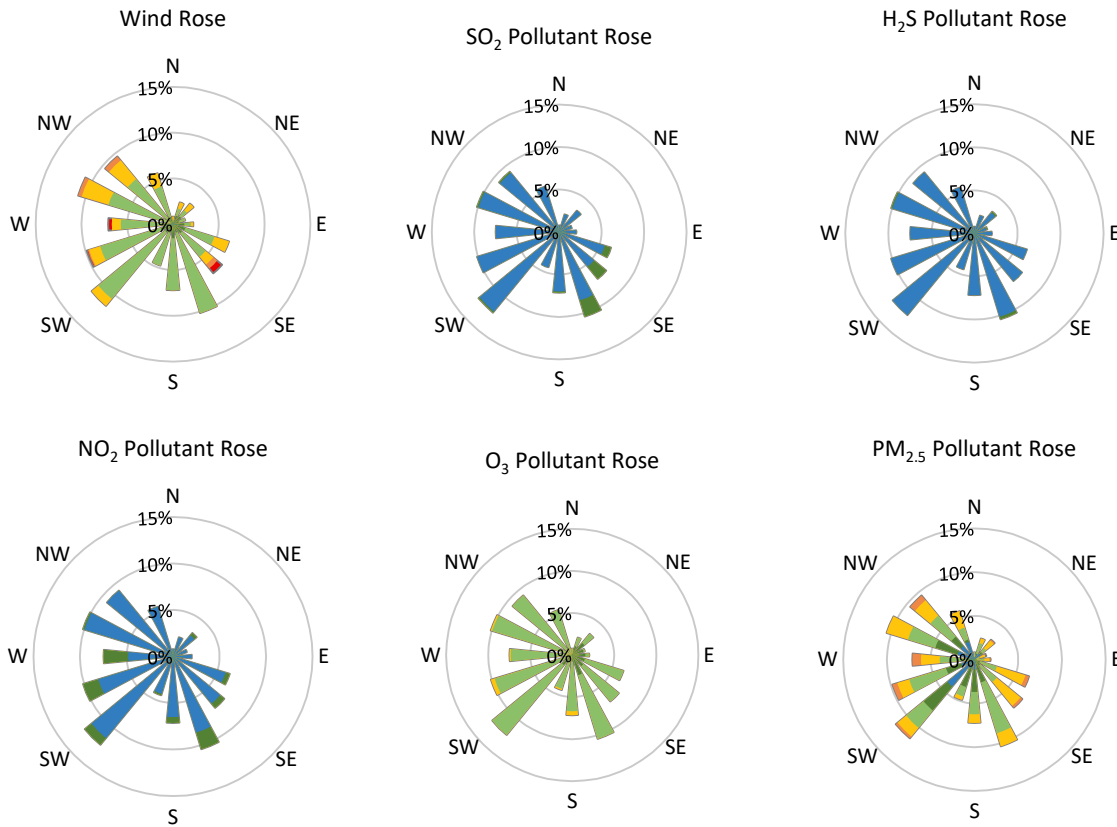 Wind Rose
N
15%
NW
NE
10%
5%
W
0%
E
SW
SE
S
SO₂ Pollutant Rose
N
15%
NW
NE
10%
5%
W
0%
E
SW
SE
S
H₂S Pollutant Rose
N
15%
NW
NE
10%
5%
W
0%
E
SW
SE
S
NO₂ Pollutant Rose
N
15%
NW
NE
10%
5%
W
0%
E
SW
SE
S
O₃ Pollutant Rose
N
15%
NW
NE
10%
5%
W
0%
E
SW
SE
S
PM₂.₅ Pollutant Rose
N
15%
NW
NE
10%
5%
W
0%
E
SW
SE
S